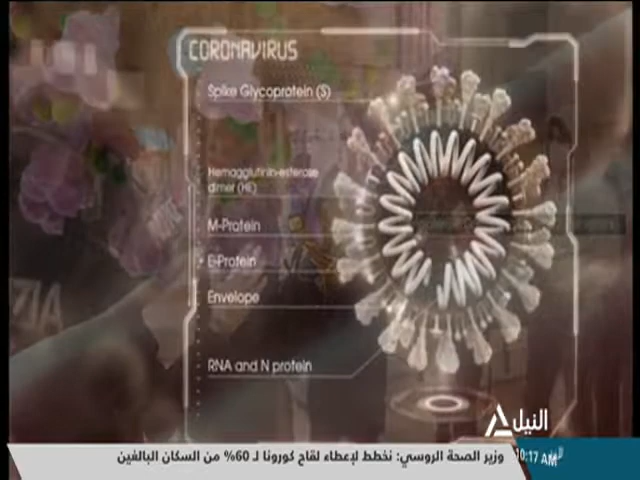 CORONAVIRUS
Spike Glycoprotein (S)
Hemagglutinin-esterase
dimer (HE)
M-Protein
E-Protein
Envelope
RNA and N protein
النيل
وزير الصحة الروسي: نخطط لإعطاء لقاح كورونا لـ 60% من السكان البالغين
10:17 AM